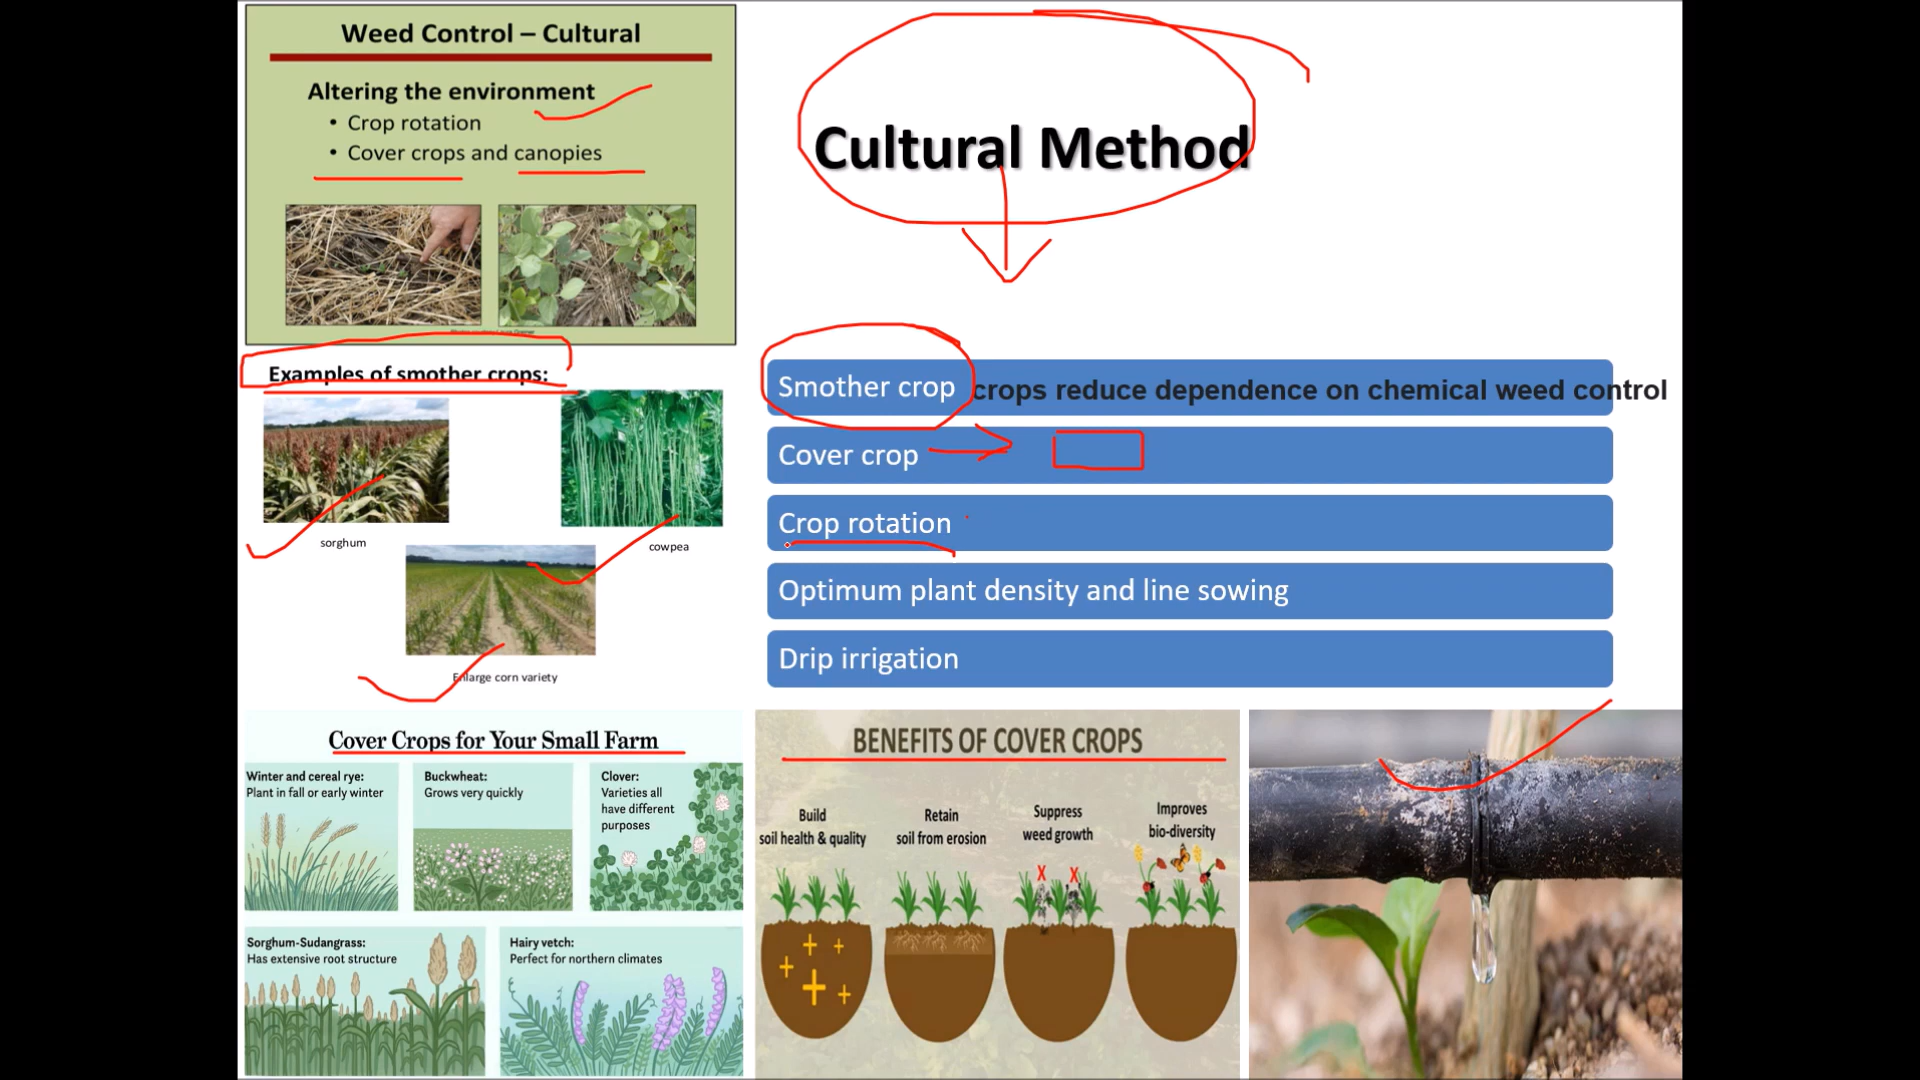 Weed Control – Cultural
Altering the environment
• Crop rotation
• Cover crops and canopies
Cultural Method
Examples of smother crops:
sorghum
cowpea
Enlarge corn variety
Smother crop
crops reduce dependence on chemical weed control
Cover crop
Crop rotation
Optimum plant density and line sowing
Drip irrigation
Cover Crops for Your Small Farm
Winter and cereal rye:
Plant in fall or early winter
Buckwheat:
Grows very quickly
Clover:
Varieties all
have different
purposes
Sorghum-Sudangrass:
Has extensive root structure
Hairy vetch:
Perfect for northern climates
BENEFITS OF COVER CROPS
Build
soil health & quality
Retain
soil from erosion
Suppress
weed growth
Improves
bio-diversity
X X